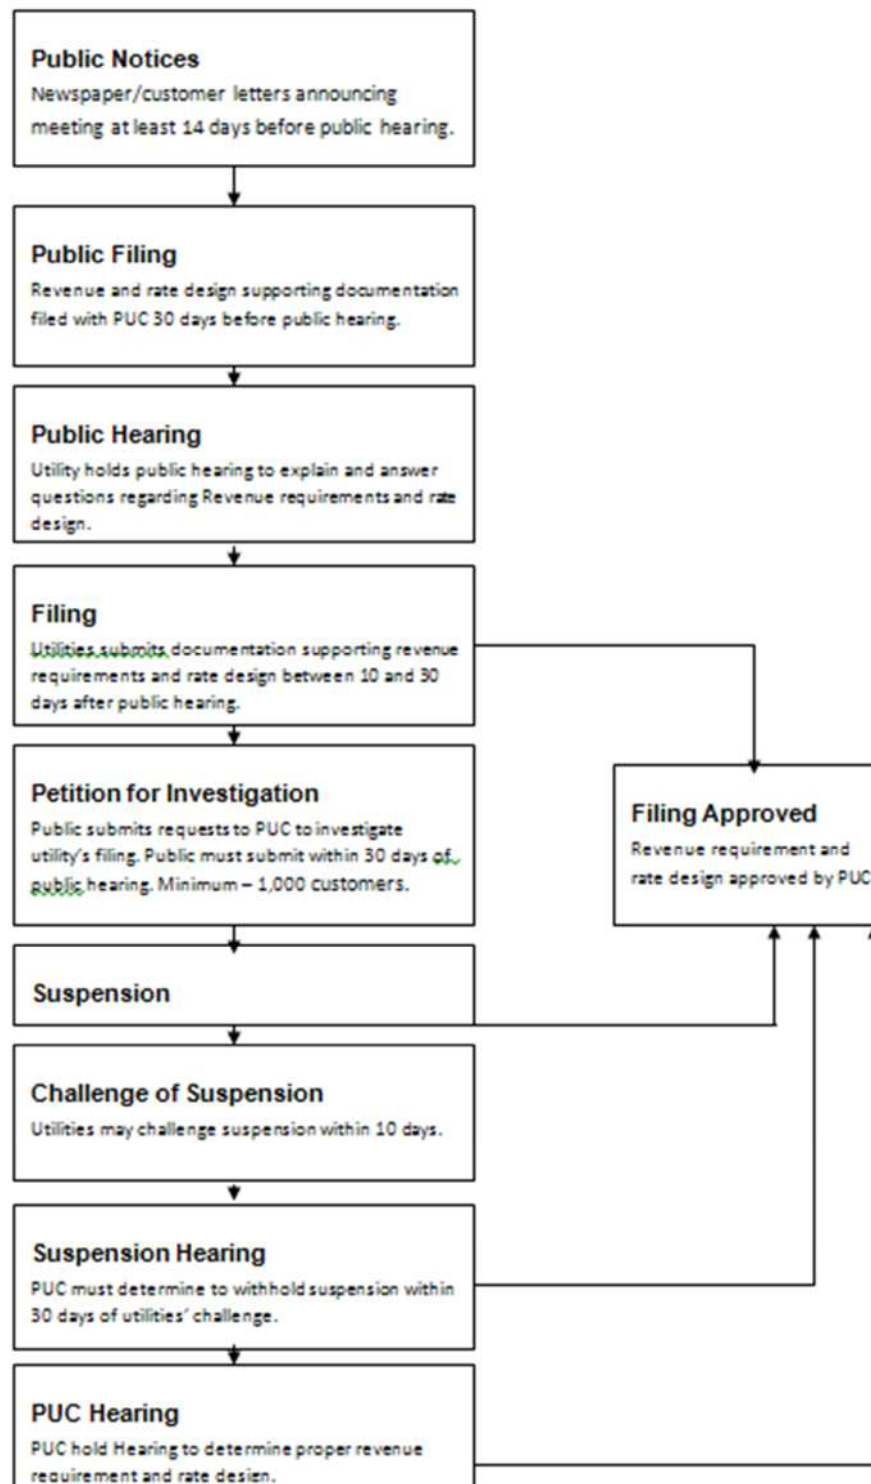 Public Notices
Newspaper/customer letters announcing
meeting at least 14 days before public hearing.
Public Filing
Revenue and rate design supporting documentation
filed with PUC 30 days before public hearing.
Public Hearing
Utility holds public hearing to explain and answer
questions regarding Revenue requirements and rate
design.
Filing
Utilities submits documentation supporting revenue
requirements and rate design between 10 and 30
days after public hearing.
Petition for Investigation
Public submits requests to PUC to investigate
utility's filing. Public must submit within 30 days of
public hearing. Minimum – 1,000 customers.
Filing Approved
Revenue requirement and
rate design approved by PUC
Suspension
Challenge of Suspension
Utilities may challenge suspension within 10 days.
Suspension Hearing
PUC must determine to withhold suspension within
30 days of utilities' challenge.
PUC Hearing
PUC hold Hearing to determine proper revenue
requirement and rate design.